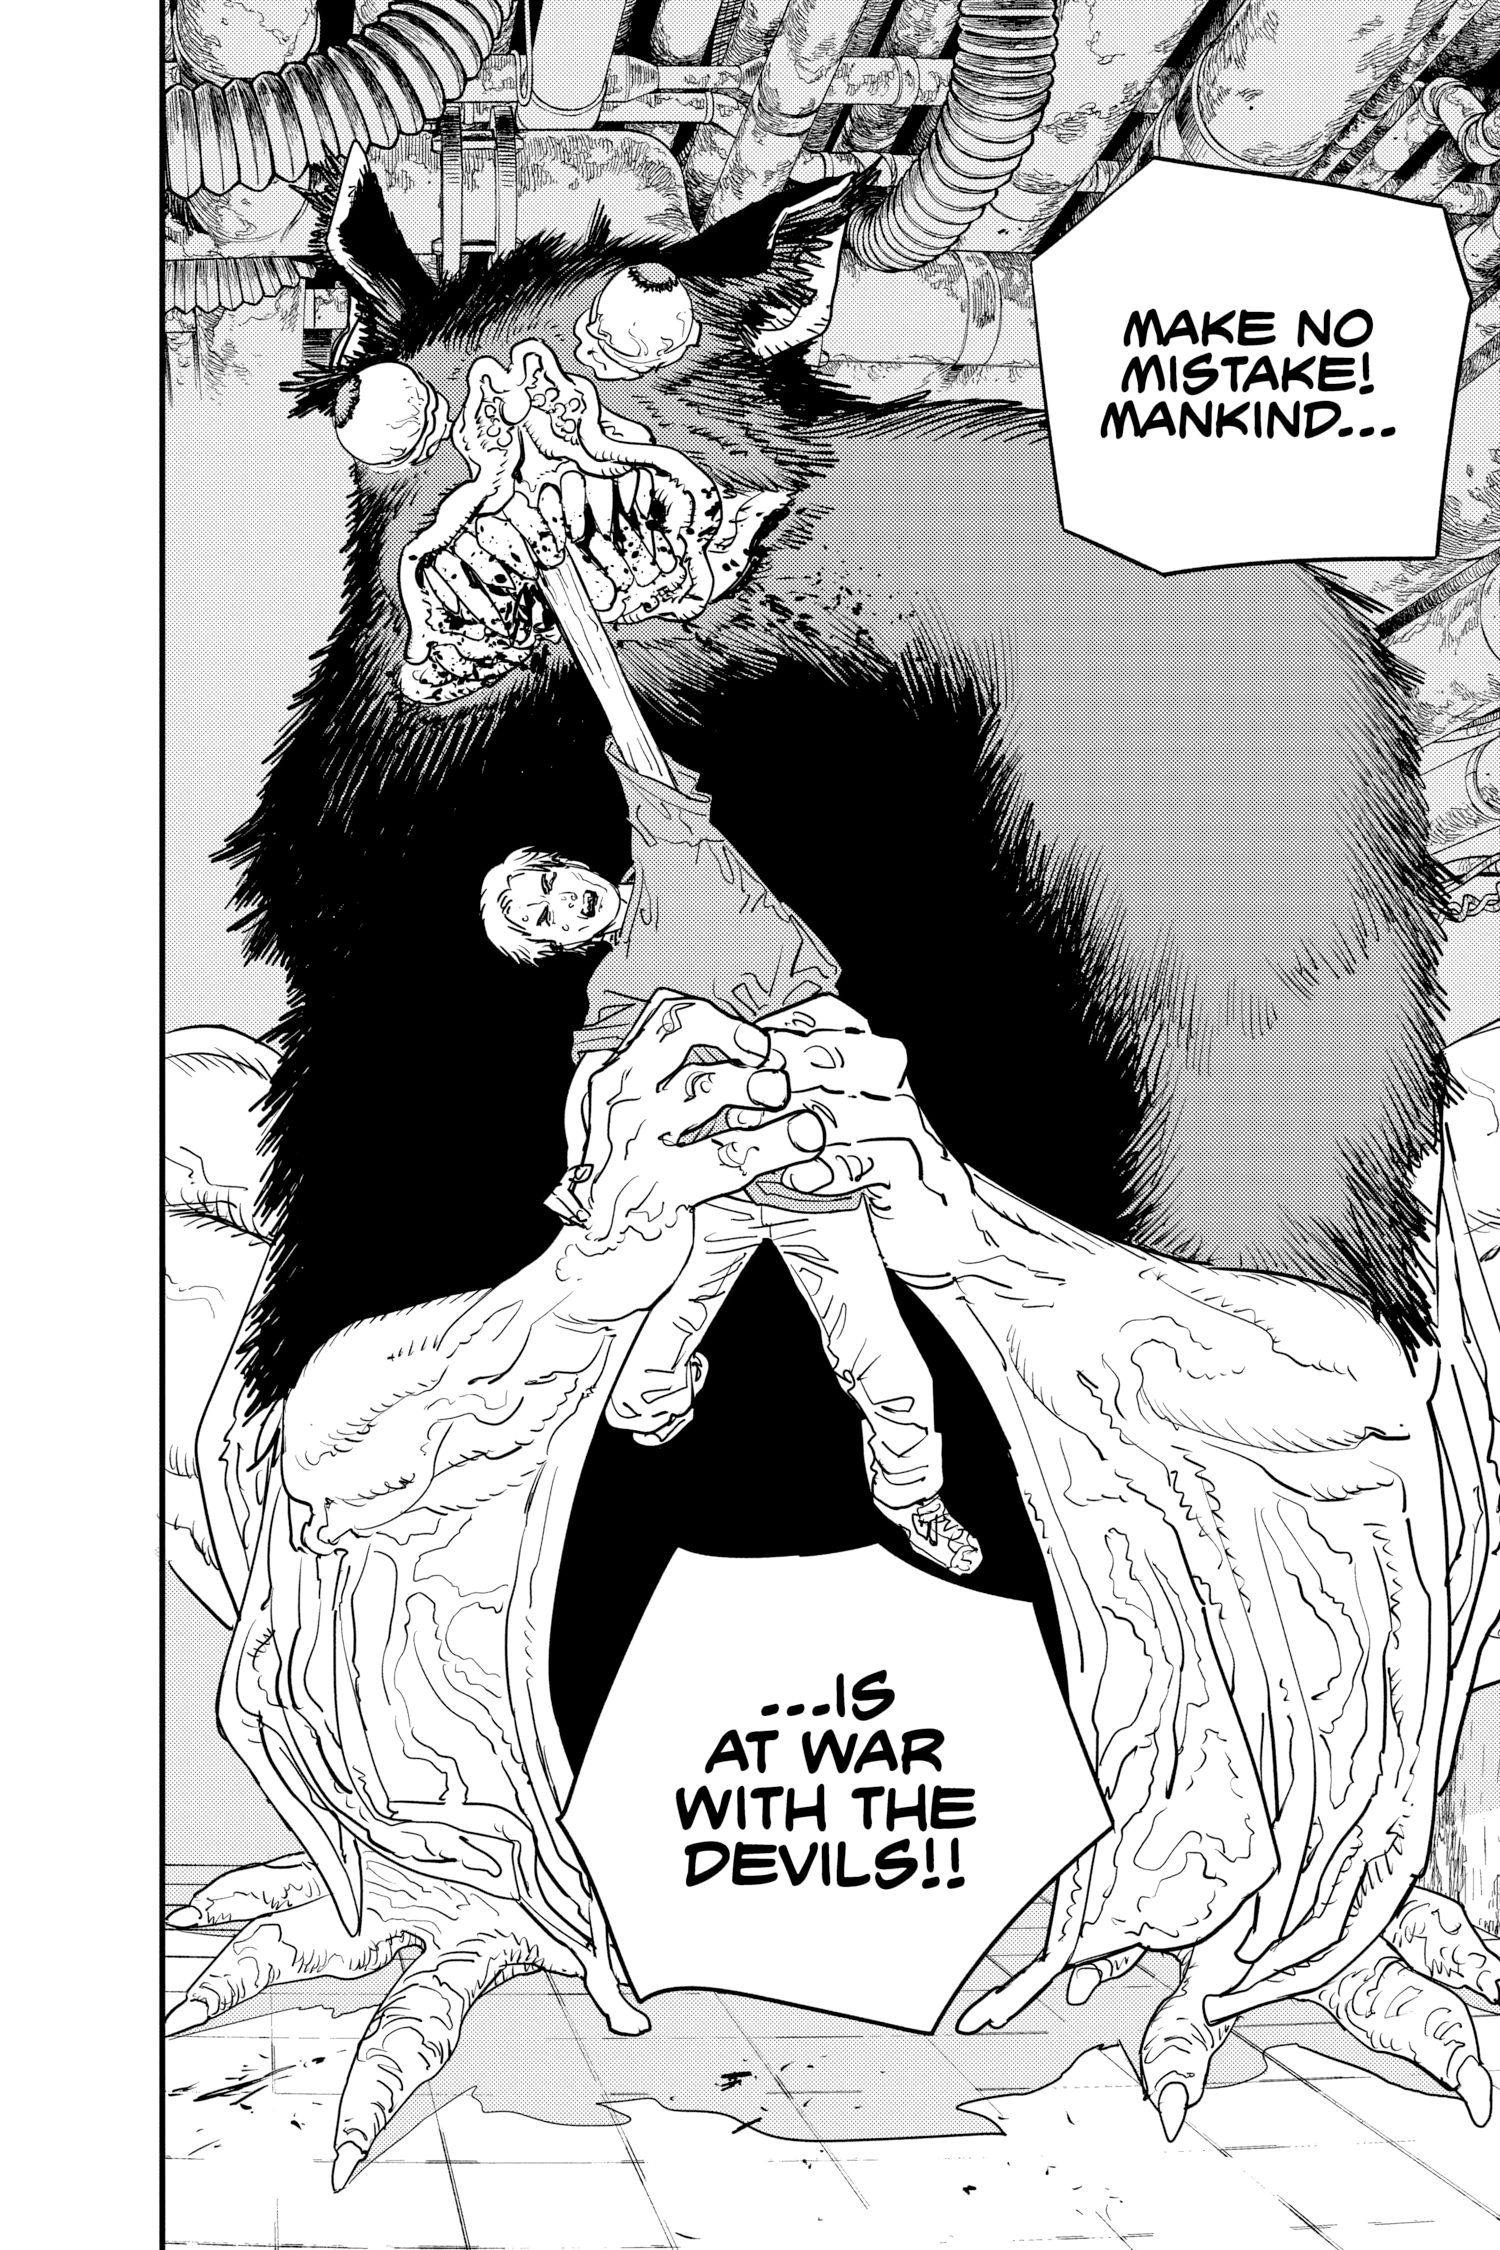 MAKE NO
MISTAKE!
MANKIND...
...IS
AT WAR
WITH THE
DEVILS!!